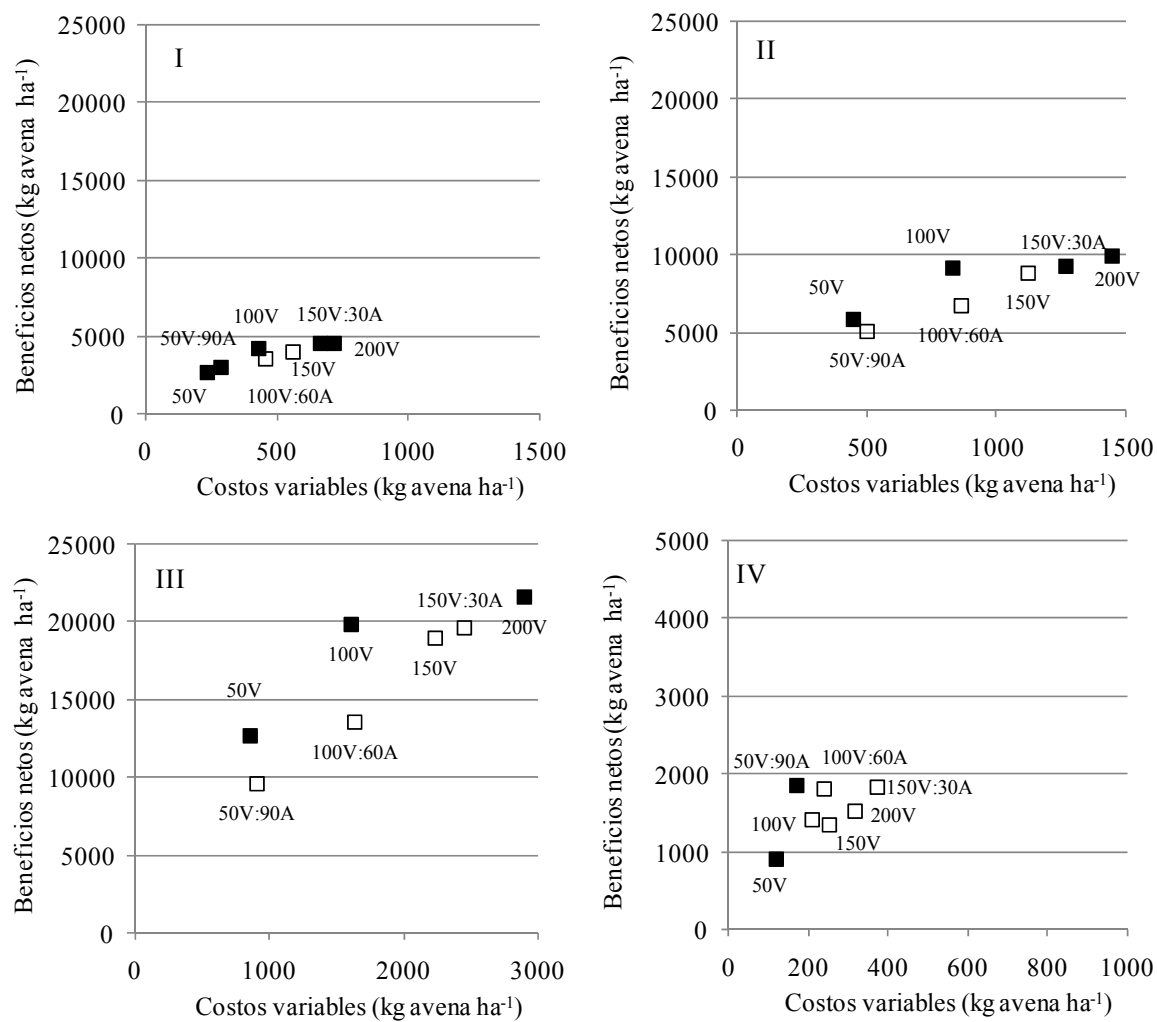 I
Beneficios netos (kg avena ha-1)
25000
20000
15000
10000
5000
0
50V:90A
100V
150V:30A
50V
100V:60A
150V
200V
0 500 1000 1500
Costos variables (kg avena ha-1)
II
Beneficios netos (kg avena ha-1)
25000
20000
15000
10000
5000
0
100V
150V:30A
50V
150V
200V
100V:60A
50V:90A
0 500 1000 1500
Costos variables (kg avena ha-1)
III
Beneficios netos (kg avena ha-1)
25000
20000
15000
10000
5000
0
150V:30A
100V
150V
200V
50V
100V:60A
50V:90A
0 1000 2000 3000
Costos variables (kg avena ha-1)
IV
Beneficios netos (kg avena ha-1)
5000
4000
3000
2000
1000
0
50V:90A
100V:60A
150V:30A
100V
200V
150V
50V
0 200 400 600 800 1000
Costos variables (kg avena ha-1)